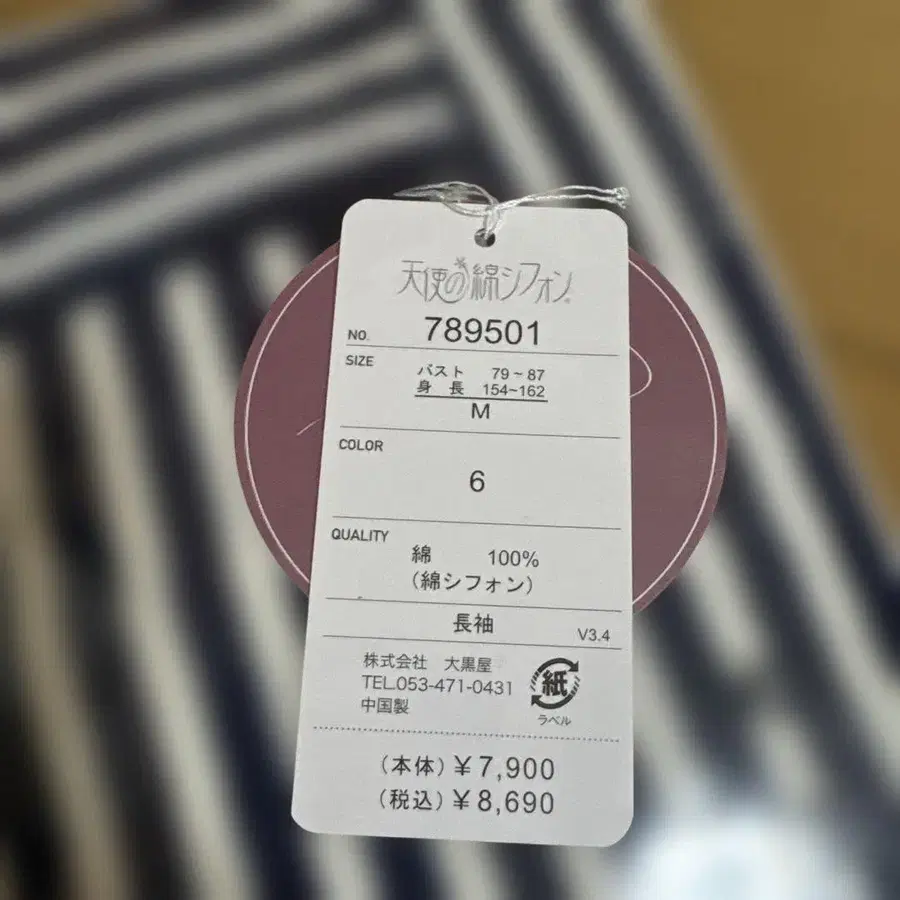 天使の綿シフォン
NO. 789501
SIZE
バスト 79~87
身長 154~162
M
COLOR
6
QUALITY
綿 100%
(綿シフォン)
長袖 V3.4
株式会社 大黒屋
TEL.053-471-0431
中国製
紙
ラベル
(本体)¥7,900
(税込)¥8,690